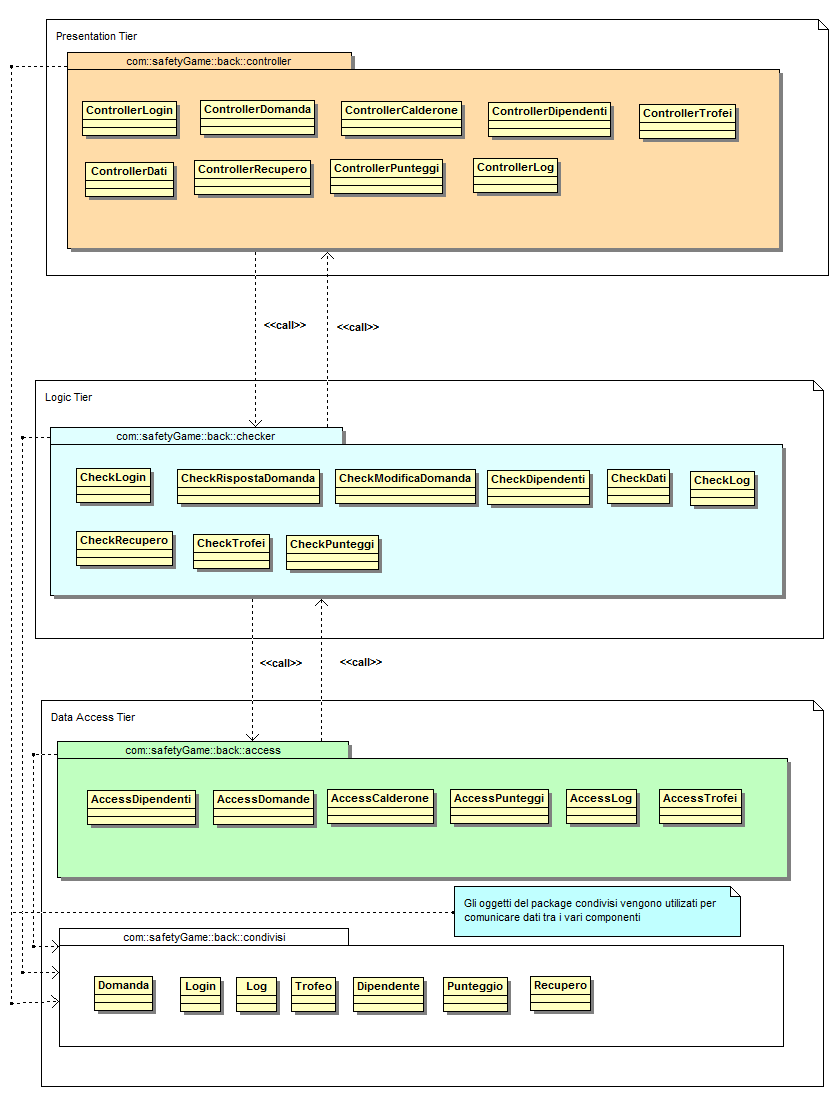 Presentation Tier
com::safetyGame::back::controller
ControllerLogin
ControllerDomanda
ControllerCalderone
ControllerDipendenti
ControllerTrofei
ControllerDati
ControllerRecupero
ControllerPunteggi
ControllerLog
<<call>>
<<call>>
Logic Tier
com::safetyGame::back::checker
CheckLogin
CheckRispostaDomanda
CheckModificaDomanda
CheckDipendenti
CheckDati
CheckLog
CheckRecupero
CheckTrofei
CheckPunteggi
<<call>>
<<call>>
Data Access Tier
com::safetyGame::back::access
AccessDipendenti
AccessDomande
AccessCalderone
AccessPunteggi
AccessLog
AccessTrofei
Gli oggetti del package condivisi vengono utilizati per
comunicare dati tra i vari componenti
com::safetyGame::back::condivisi
Domanda
Login
Log
Trofeo
Dipendente
Punteggio
Recupero